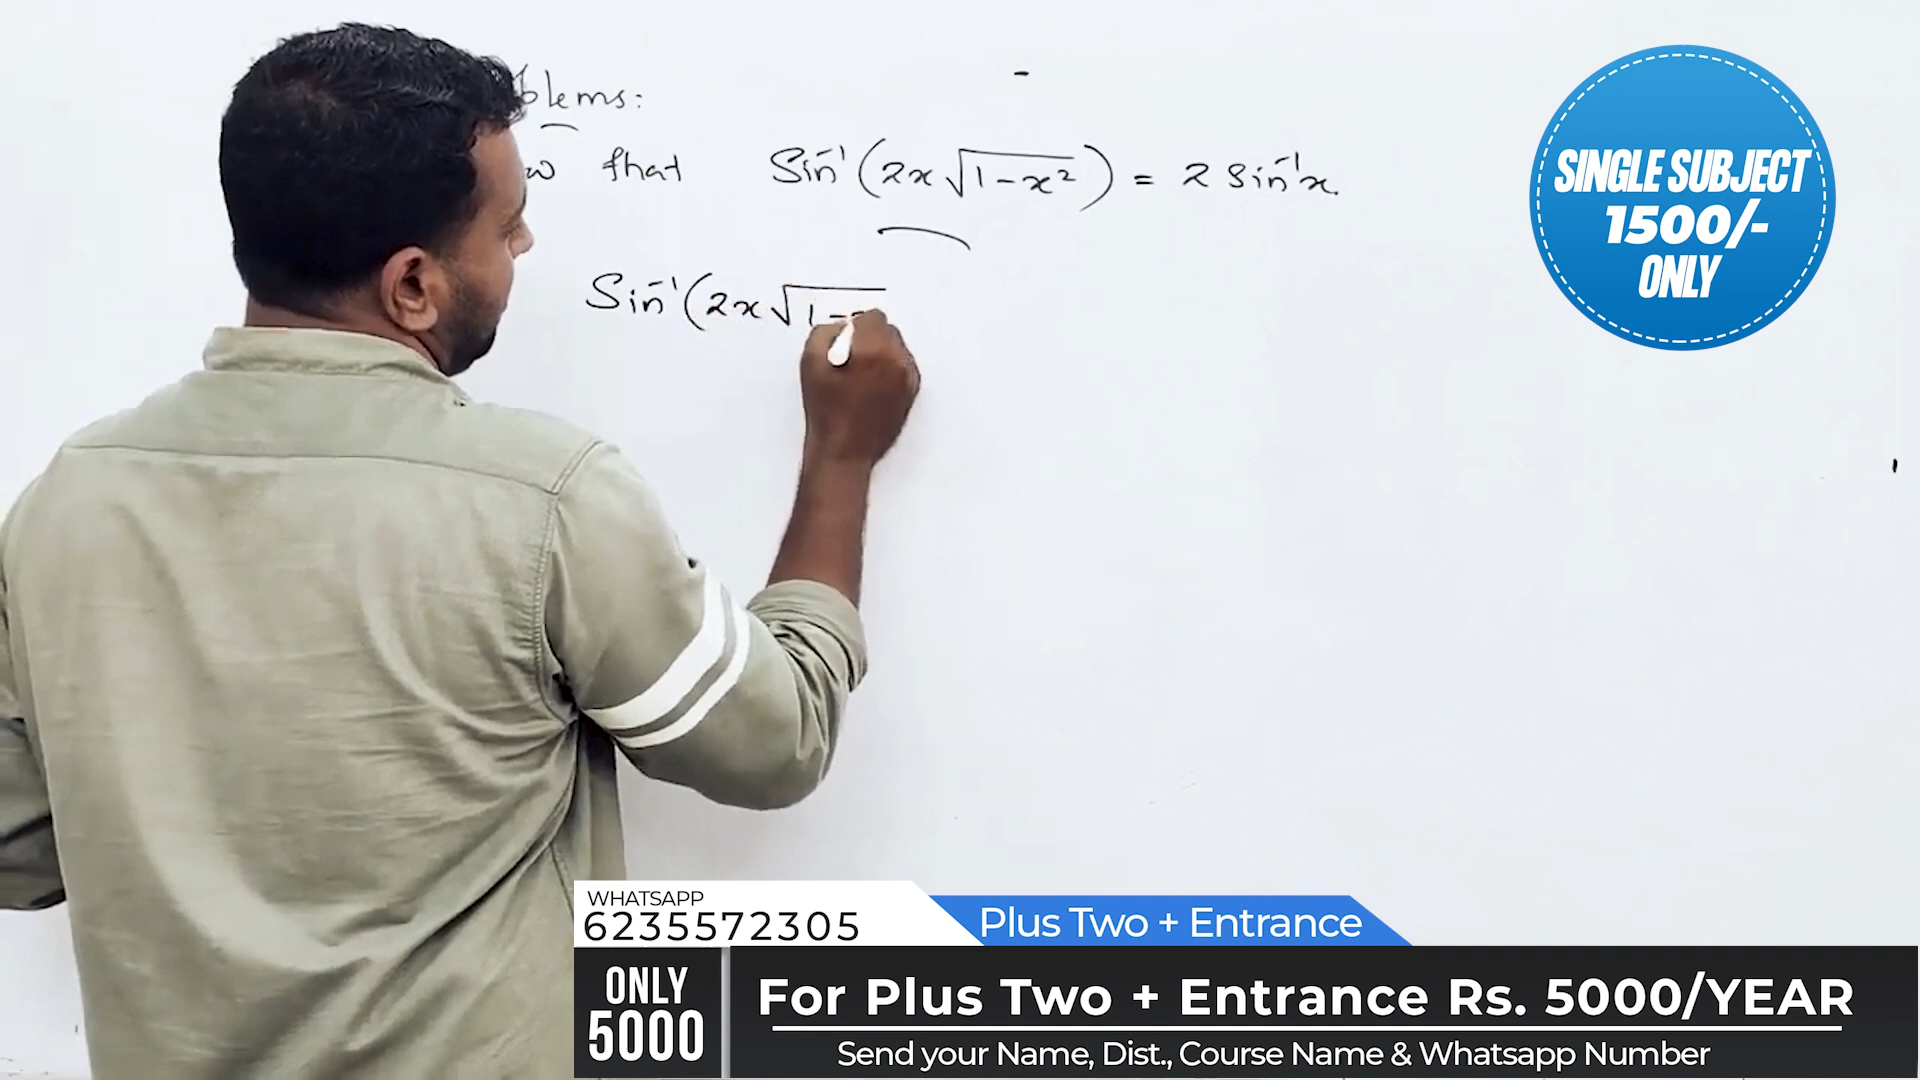 blems:
that Sin⁻¹(2x√1-x²) = 2 Sin⁻¹x.
Sin⁻¹(2x√1-
SINGLE SUBJECT
1500/-
ONLY
WHATSAPP
6235572305
Plus Two + Entrance
ONLY
5000
For Plus Two + Entrance Rs. 5000/YEAR
Send your Name, Dist., Course Name & Whatsapp Number